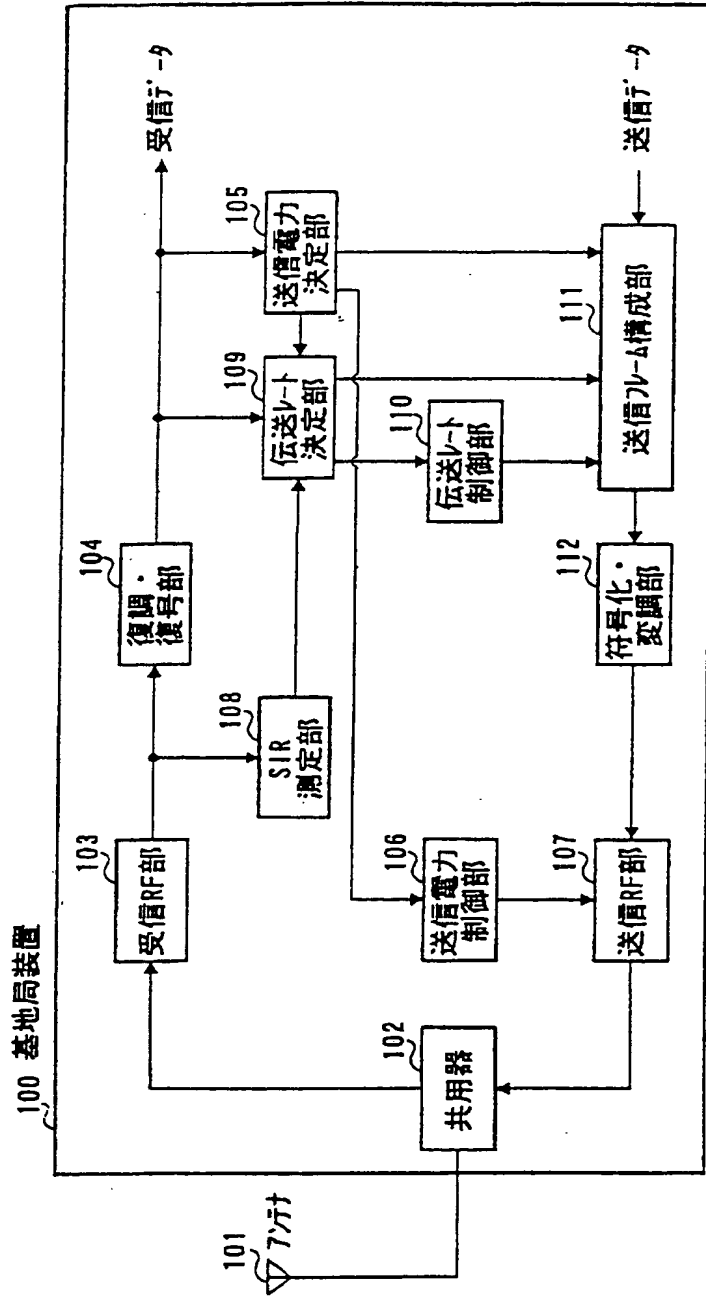 100 基地局装置
101
アンテナ
102
共用器
103
受信RF部
104
復調・
復号部
受信データ
108
SIR
測定部
105
送信電力
決定部
109
伝送レート
決定部
110
伝送レート
制御部
106
送信電力
制御部
107
送信RF部
112
符号化・
変調部
111
送信フレーム構成部
送信データ